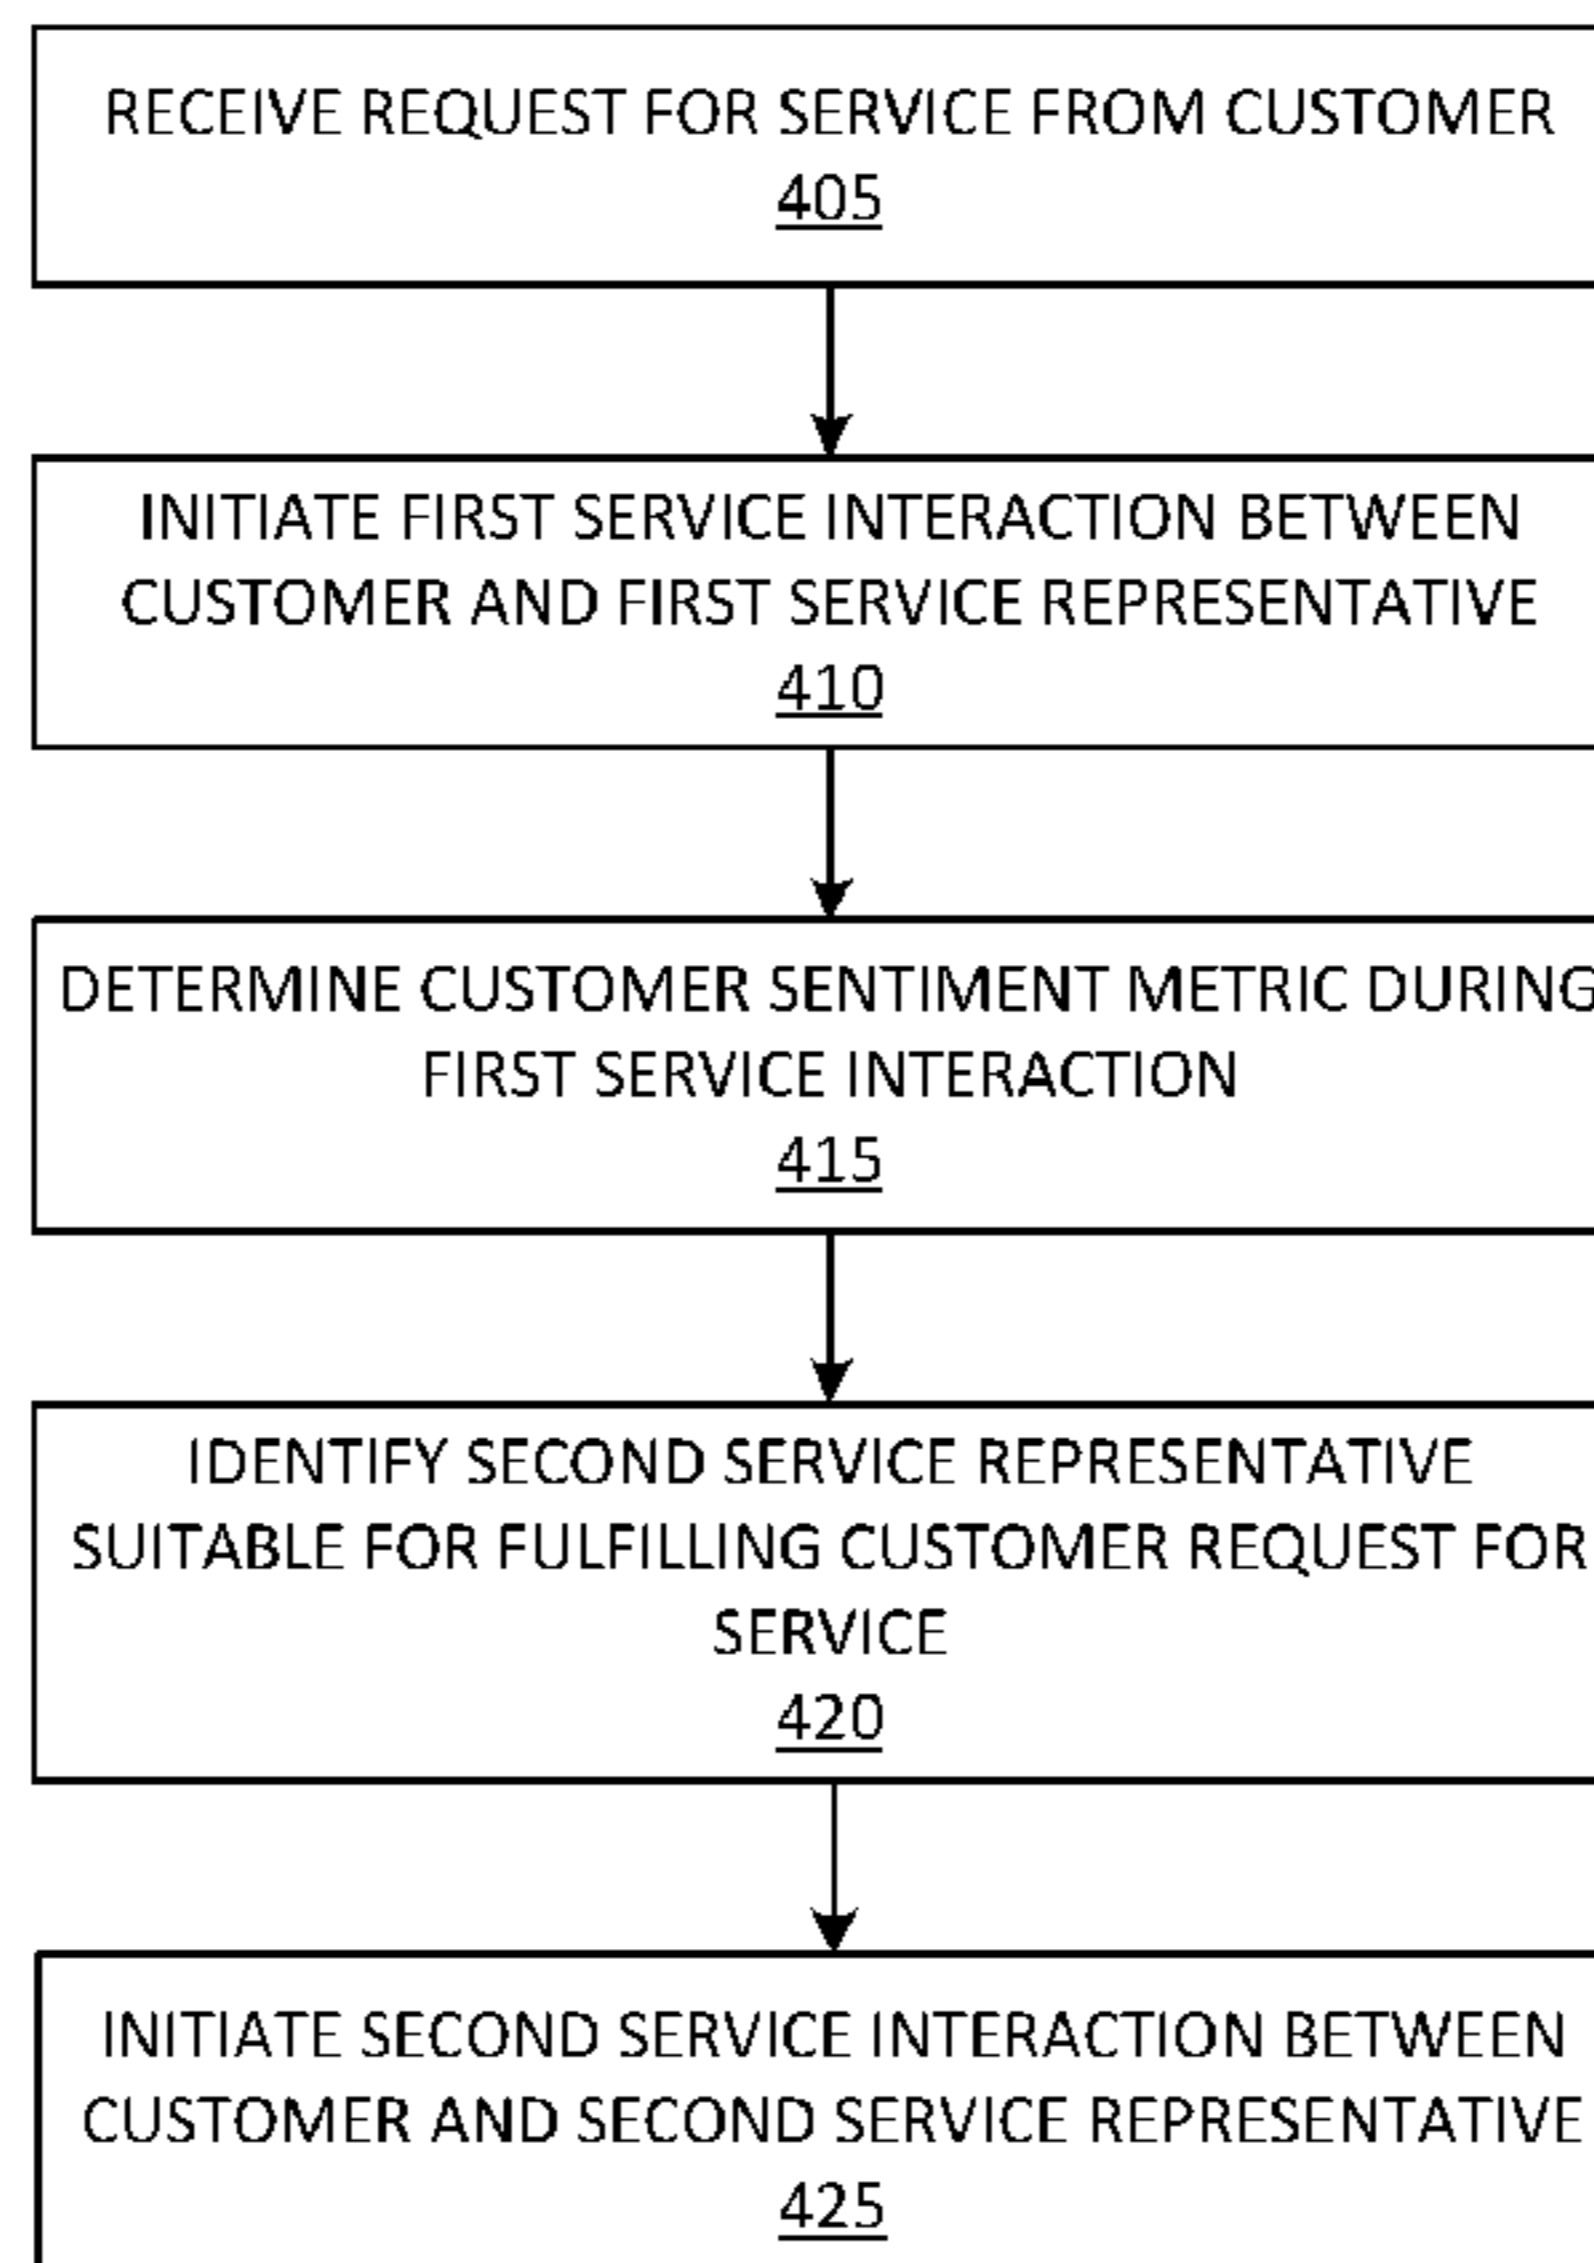 RECEIVE REQUEST FOR SERVICE FROM CUSTOMER
405
INITIATE FIRST SERVICE INTERACTION BETWEEN
CUSTOMER AND FIRST SERVICE REPRESENTATIVE
410
DETERMINE CUSTOMER SENTIMENT METRIC DURING
FIRST SERVICE INTERACTION
415
IDENTIFY SECOND SERVICE REPRESENTATIVE
SUITABLE FOR FULFILLING CUSTOMER REQUEST FOR
SERVICE
420
INITIATE SECOND SERVICE INTERACTION BETWEEN
CUSTOMER AND SECOND SERVICE REPRESENTATIVE
425